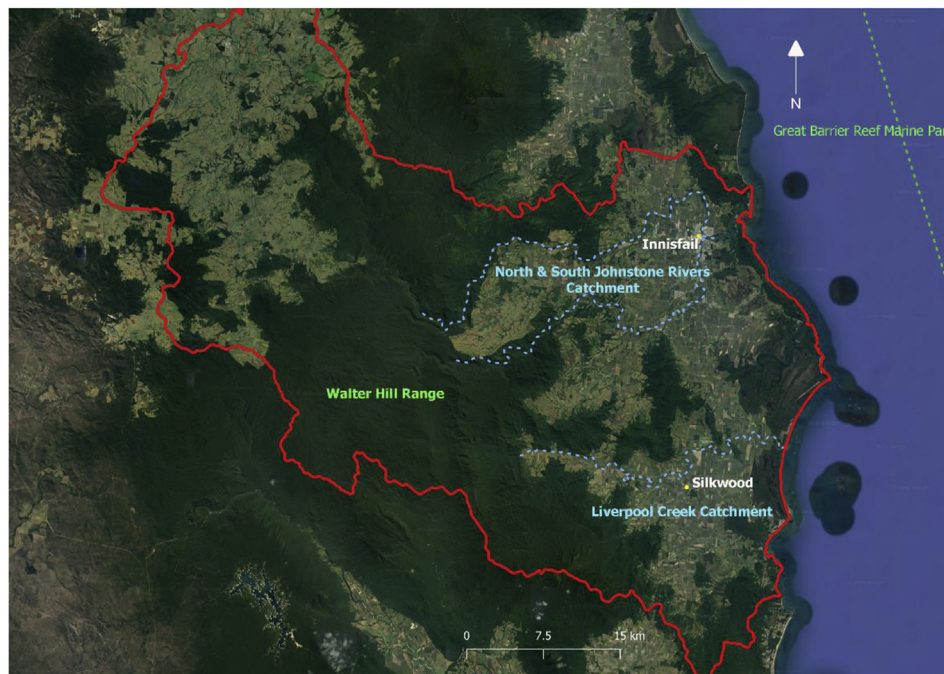 N
Great Barrier Reef Marine Par
Innisfail
North & South Johnstone Rivers
Catchment
Walter Hill Range
Silkwood
Liverpool Creek Catchment
0 7.5 15 km